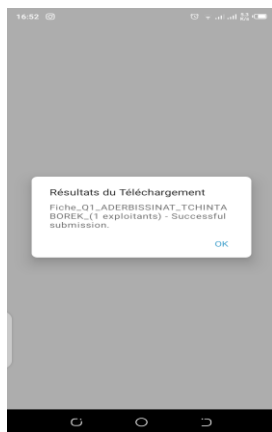 16:52
Résultats du Téléchargement
Fiche_Q1_ADERBISSINAT_TCHINTA
BOREK_(1 exploitants) - Successful
submission.
OK